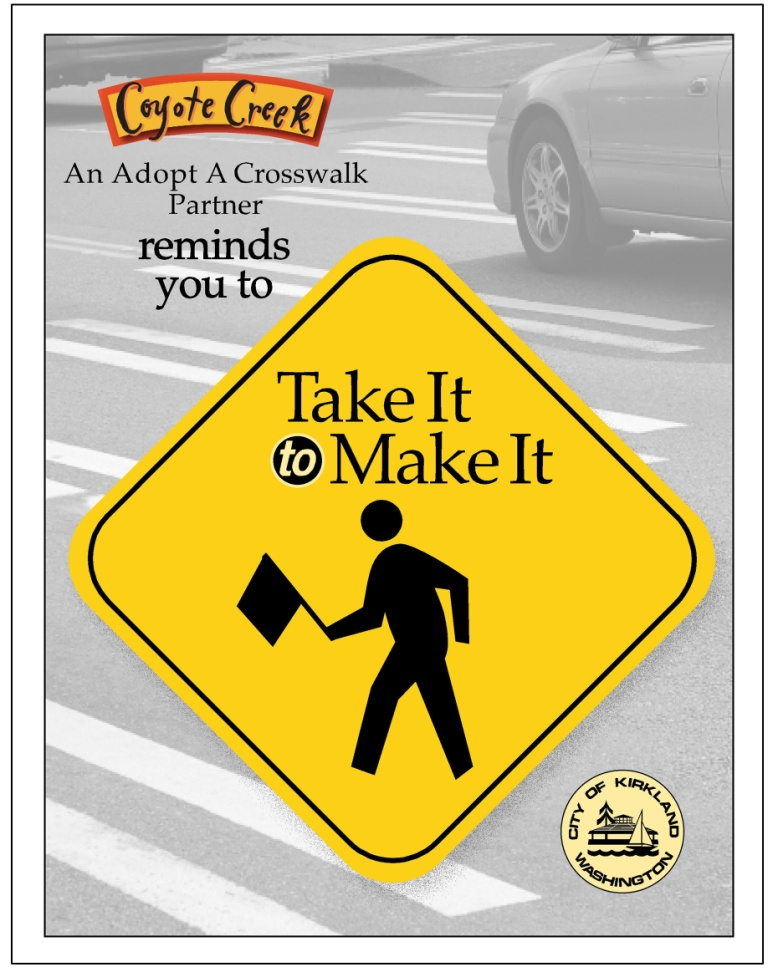 Coyote Creek
An Adopt A Crosswalk
Partner
reminds
you to
Take It
to Make It
CITY OF KIRKLAND
WASHINGTON